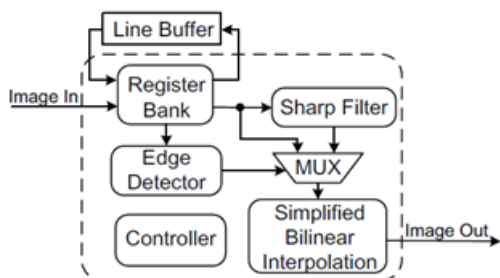 Line Buffer
Image In
Register
Bank
Sharp Filter
Edge
Detector
MUX
Controller
Simplified
Bilinear
Interpolation
Image Out